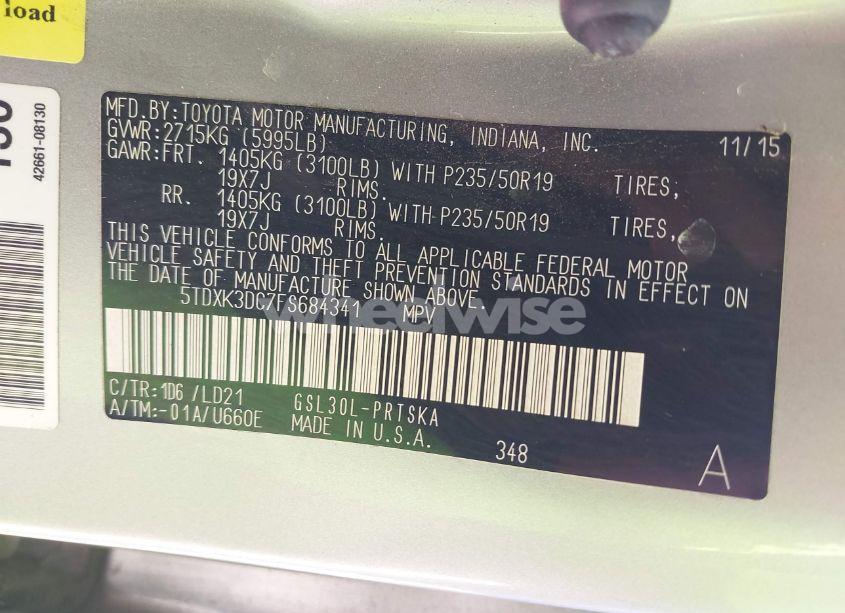 load
42661-08130
MFD.BY:TOYOTA MOTOR MANUFACTURING, INDIANA, INC. 11/15
GVWR:2715KG (5995LB)
GAWR:FRT. 1405KG (3100LB) WITH P235/50R19 TIRES,
19X7J RIMS.
RR. 1405KG (3100LB) WITH P235/50R19 TIRES,
19X7J RIMS.
THIS VEHICLE CONFORMS TO ALL APPLICABLE FEDERAL MOTOR
VEHICLE SAFETY AND THEFT PREVENTION STANDARDS IN EFFECT ON
THE DATE OF MANUFACTURE SHOWN ABOVE.
5TDXK3DC7FS684341 MPV
wheelwise
C/TR:1D6 /LD21 GSL30L-PRTSKA
A/TM:-01A/U660E MADE IN U.S.A.
348
A